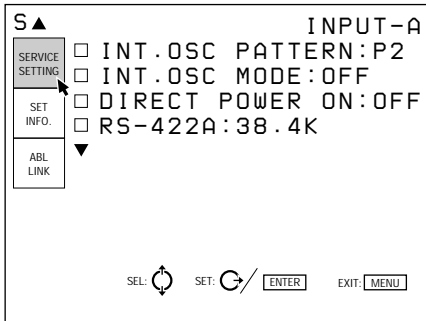 S▲ INPUT-A
SERVICE
SETTING
SET
INFO.
ABL
LINK
□ INT.OSC PATTERN:P2
□ INT.OSC MODE:OFF
□ DIRECT POWER ON:OFF
□ RS-422A:38.4K
▼
SEL: SET: / ENTER EXIT: MENU